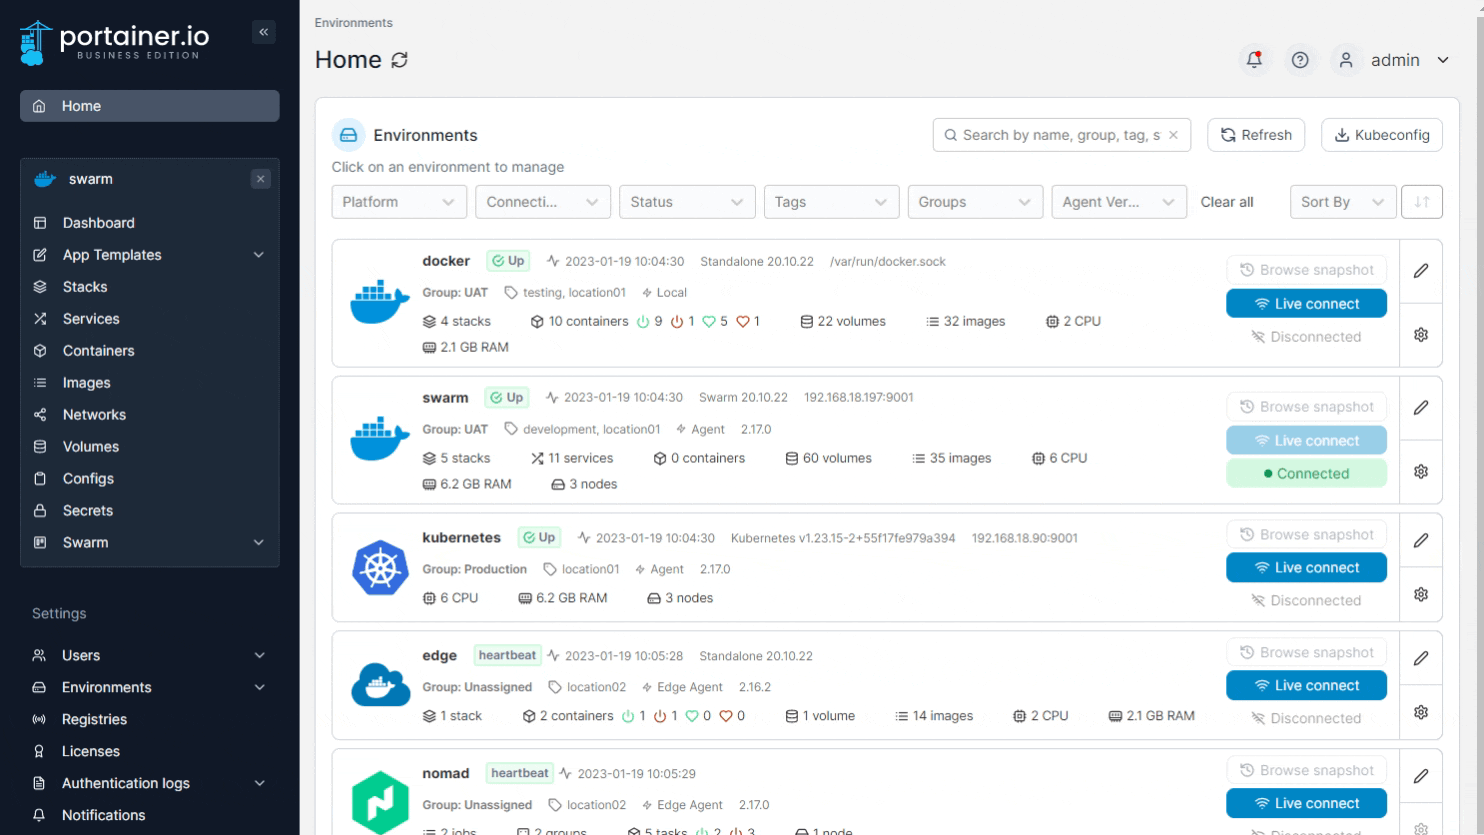 portainer.io
BUSINESS EDITION
Home
swarm
Dashboard
App Templates
Stacks
Services
Containers
Images
Networks
Volumes
Configs
Secrets
Swarm
Settings
Users
Environments
Registries
Licenses
Authentication logs
Notifications
Environments
Home
admin
Environments
Search by name, group, tag, s
Refresh
Kubeconfig
Click on an environment to manage
Platform
Connecti...
Status
Tags
Groups
Agent Ver...
Clear all
Sort By
docker Up 2023-01-19 10:04:30 Standalone 20.10.22 /var/run/docker.sock
Group: UAT testing, location01 Local
4 stacks 10 containers 9 1 5 1 22 volumes 32 images 2 CPU
2.1 GB RAM
Browse snapshot
Live connect
Disconnected
swarm Up 2023-01-19 10:04:30 Swarm 20.10.22 192.168.18.197:9001
Group: UAT development, location01 Agent 2.17.0
5 stacks 11 services 0 containers 60 volumes 35 images 6 CPU
6.2 GB RAM 3 nodes
Browse snapshot
Live connect
Connected
kubernetes Up 2023-01-19 10:04:30 Kubernetes v1.23.15-2+55f17fe979a394 192.168.18.90:9001
Group: Production location01 Agent 2.17.0
6 CPU 6.2 GB RAM 3 nodes
Browse snapshot
Live connect
Disconnected
edge heartbeat 2023-01-19 10:05:28 Standalone 20.10.22
Group: Unassigned location02 Edge Agent 2.16.2
1 stack 2 containers 1 1 0 0 1 volume 14 images 2 CPU 2.1 GB RAM
Browse snapshot
Live connect
Disconnected
nomad heartbeat 2023-01-19 10:05:29
Group: Unassigned location02 Edge Agent 2.17.0
2 jobs 2 groups 5 tasks 2 3 1 node
Browse snapshot
Live connect
Disconnected